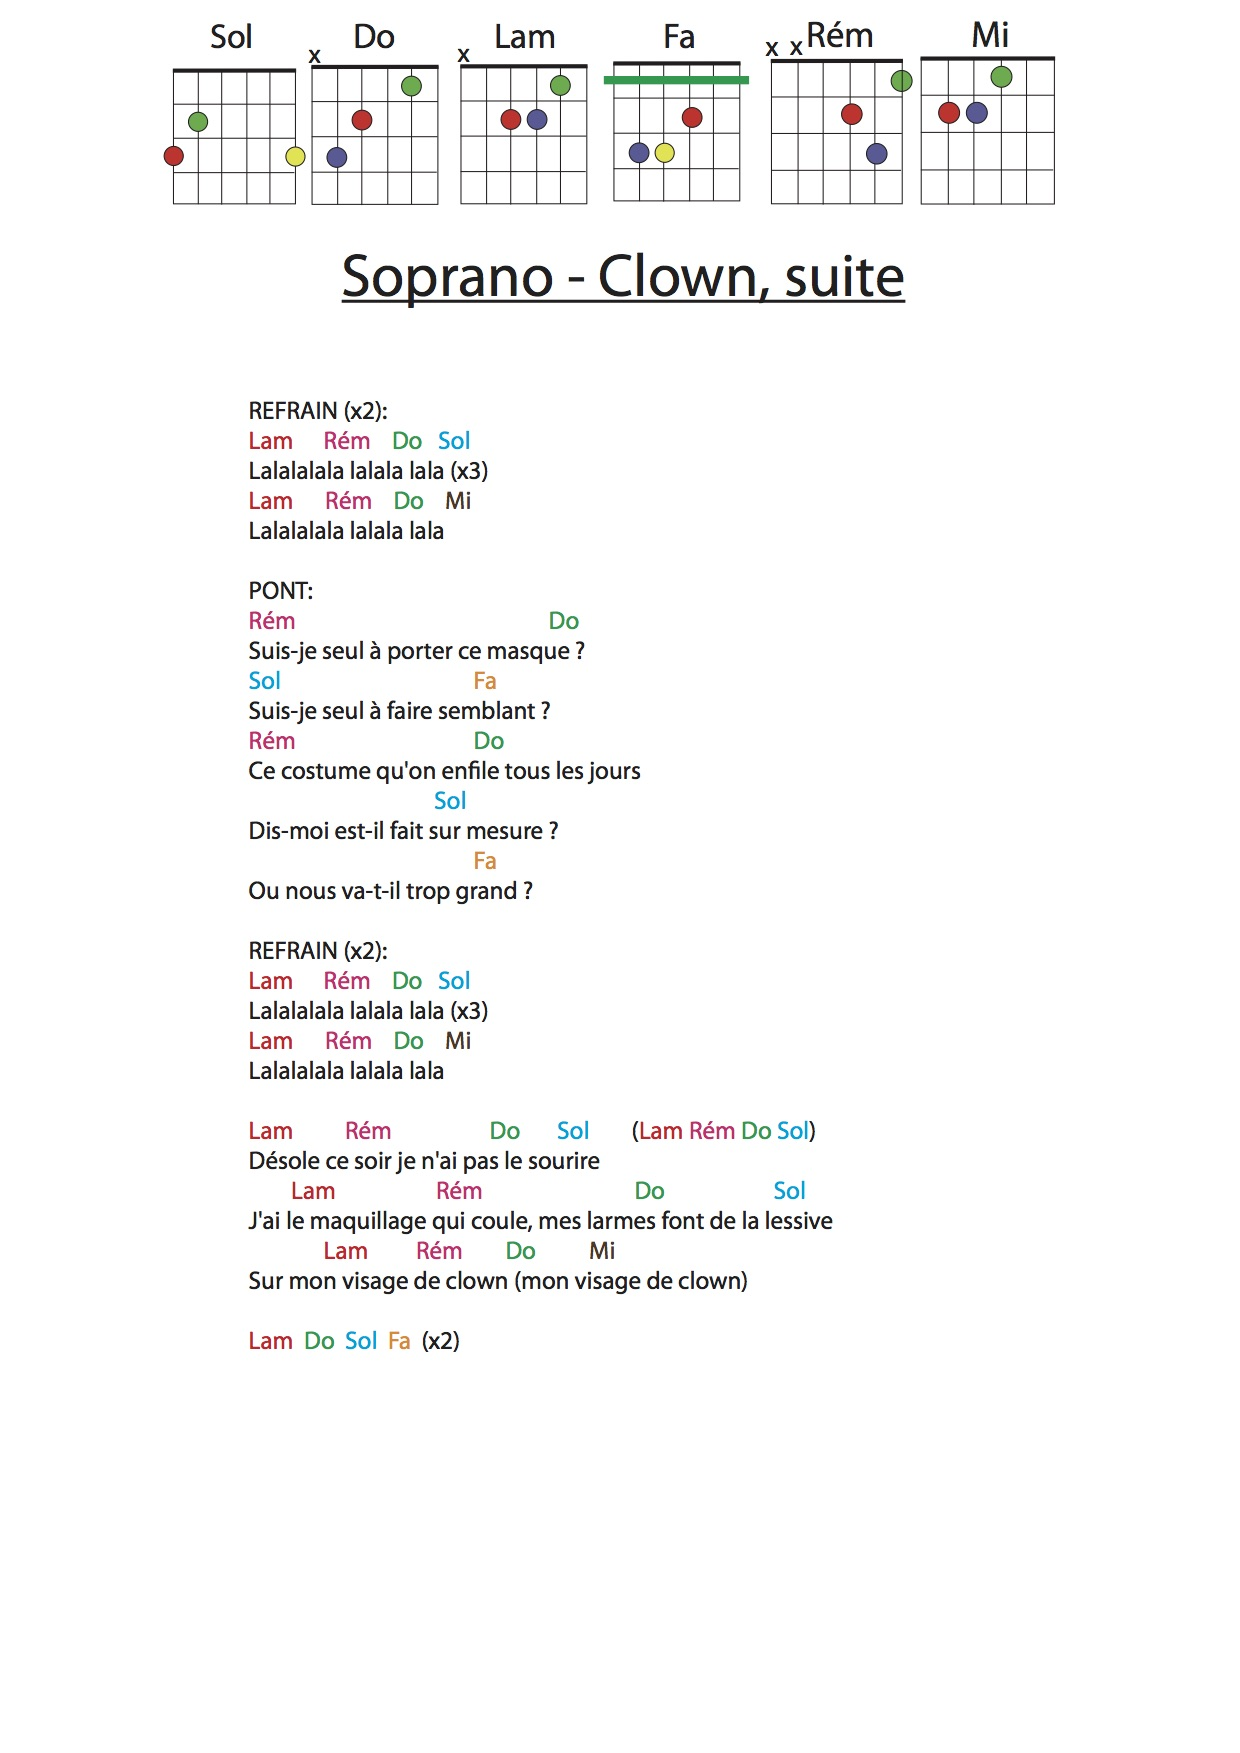 Sol Do Lam Fa Rém Mi
x x x x
Soprano - Clown, suite
REFRAIN (x2):
Lam Rém Do Sol
Lalalalala lalala lala (x3)
Lam Rém Do Mi
Lalalalala lalala lala
PONT:
Rém Do
Suis-je seul à porter ce masque ?
Sol Fa
Suis-je seul à faire semblant ?
Rém Do
Ce costume qu'on enfile tous les jours
Sol
Dis-moi est-il fait sur mesure ?
Fa
Ou nous va-t-il trop grand ?
REFRAIN (x2):
Lam Rém Do Sol
Lalalalala lalala lala (x3)
Lam Rém Do Mi
Lalalalala lalala lala
Lam Rém Do Sol (Lam Rém Do Sol)
Désole ce soir je n'ai pas le sourire
Lam Rém Do Sol
J'ai le maquillage qui coule, mes larmes font de la lessive
Lam Rém Do Mi
Sur mon visage de clown (mon visage de clown)
Lam Do Sol Fa (x2)